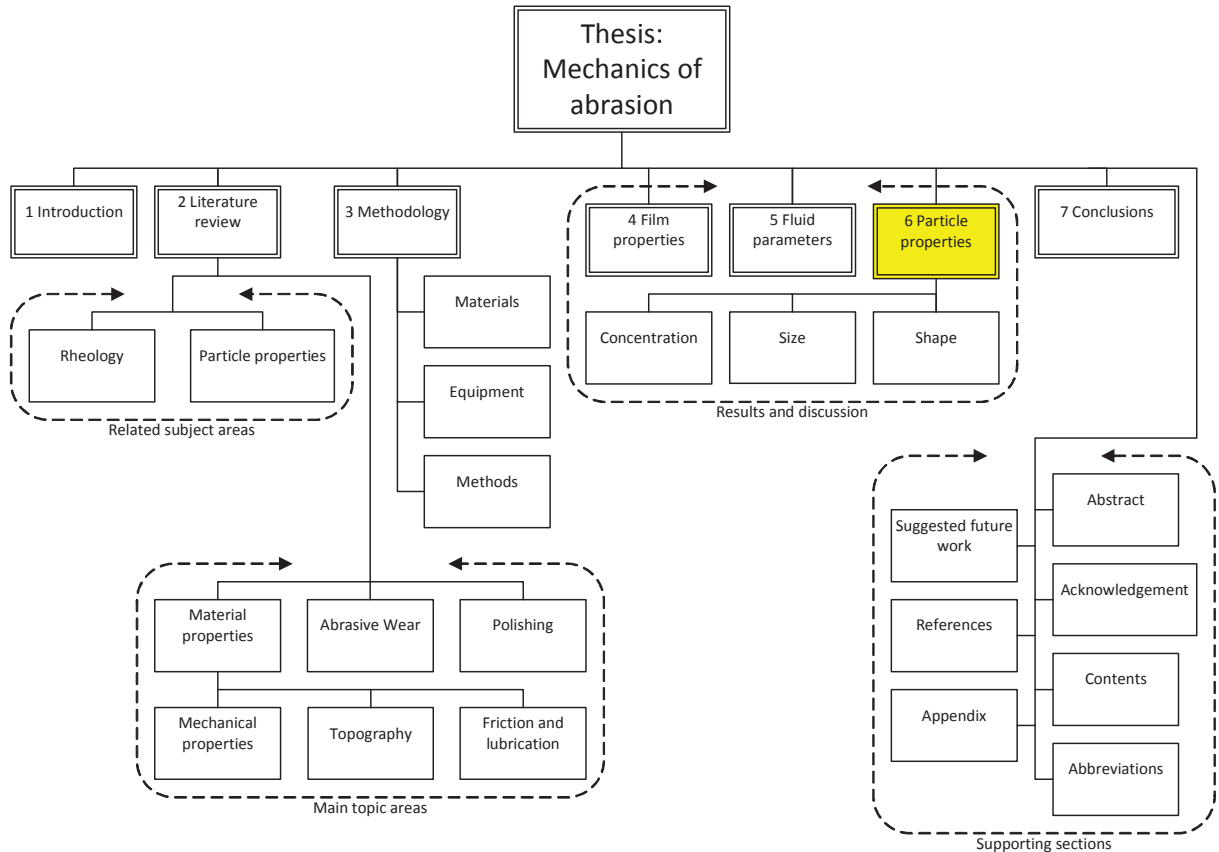 Thesis:
Mechanics of
abrasion
1 Introduction
2 Literature
review
3 Methodology
4 Film
properties
5 Fluid
parameters
6 Particle
properties
7 Conclusions
Rheology
Particle properties
Related subject areas
Materials
Equipment
Methods
Concentration
Size
Shape
Results and discussion
Material
properties
Abrasive Wear
Polishing
Mechanical
properties
Topography
Friction and
lubrication
Main topic areas
Suggested future
work
References
Appendix
Abstract
Acknowledgement
Contents
Abbreviations
Supporting sections